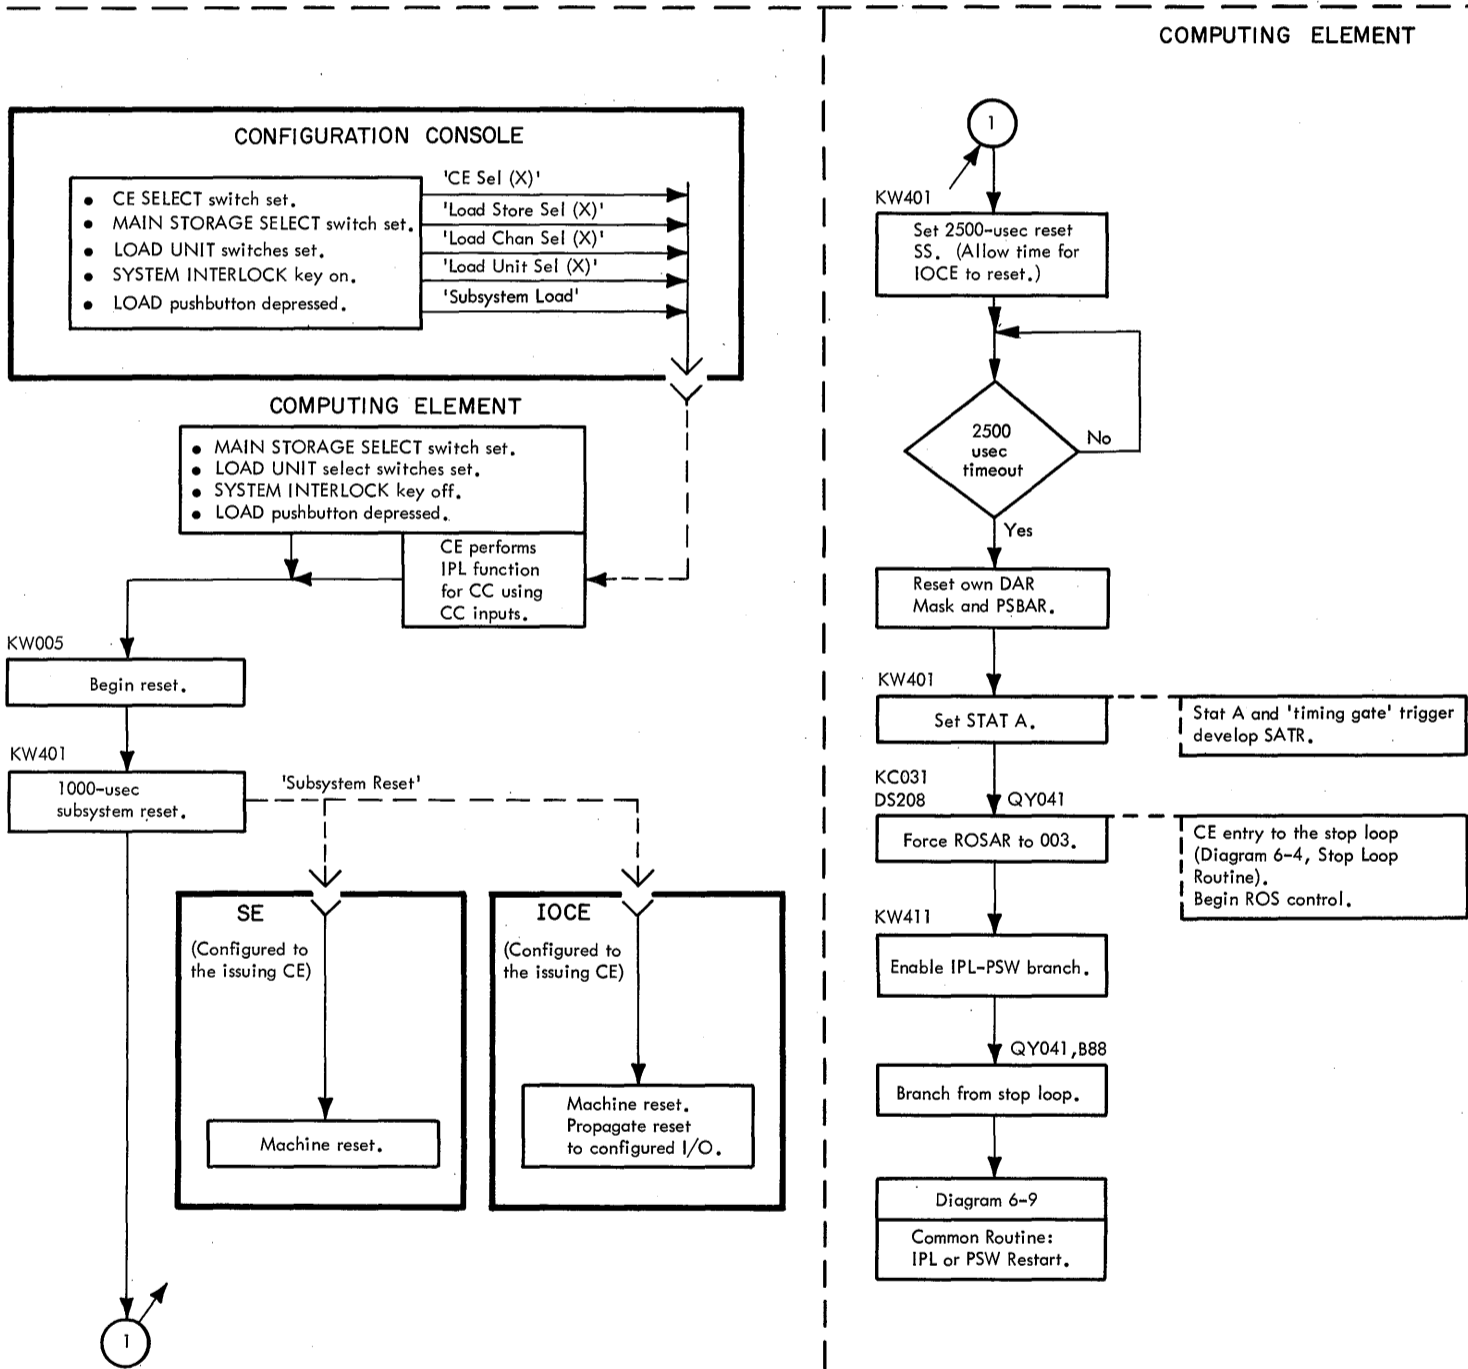 CONFIGURATION CONSOLE
• CE SELECT switch set.
• MAIN STORAGE SELECT switch set.
• LOAD UNIT switches set.
• SYSTEM INTERLOCK key on.
• LOAD pushbutton depressed.
'CE Sel (X)'
'Load Store Sel (X)'
'Load Chan Sel (X)'
'Load Unit Sel (X)'
'Subsystem Load'
COMPUTING ELEMENT
• MAIN STORAGE SELECT switch set.
• LOAD UNIT select switches set.
• SYSTEM INTERLOCK key off.
• LOAD pushbutton depressed.
CE performs
IPL function
for CC using
CC inputs.
KW005
Begin reset.
KW401
1000-usec
subsystem reset.
'Subsystem Reset'
SE
(Configured to
the issuing CE)
Machine reset.
IOCE
(Configured to
the issuing CE)
Machine reset.
Propagate reset
to configured I/O.
1
COMPUTING ELEMENT
1
KW401
Set 2500-usec reset
SS. (Allow time for
IOCE to reset.)
2500
usec
timeout
No
Yes
Reset own DAR
Mask and PSBAR.
KW401
Set STAT A.
Stat A and 'timing gate' trigger
develop SATR.
KC031
DS208
QY041
Force ROSAR to 003.
CE entry to the stop loop
(Diagram 6-4, Stop Loop
Routine).
Begin ROS control.
KW411
Enable IPL-PSW branch.
QY041,B88
Branch from stop loop.
Diagram 6-9
Common Routine:
IPL or PSW Restart.